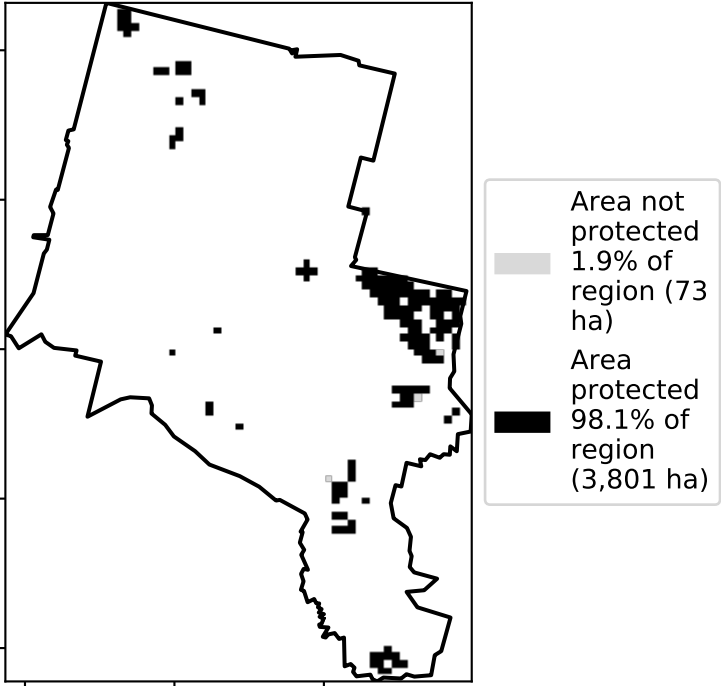 Area not
protected
1.9% of
region (73
ha)
Area
protected
98.1% of
region
(3,801 ha)